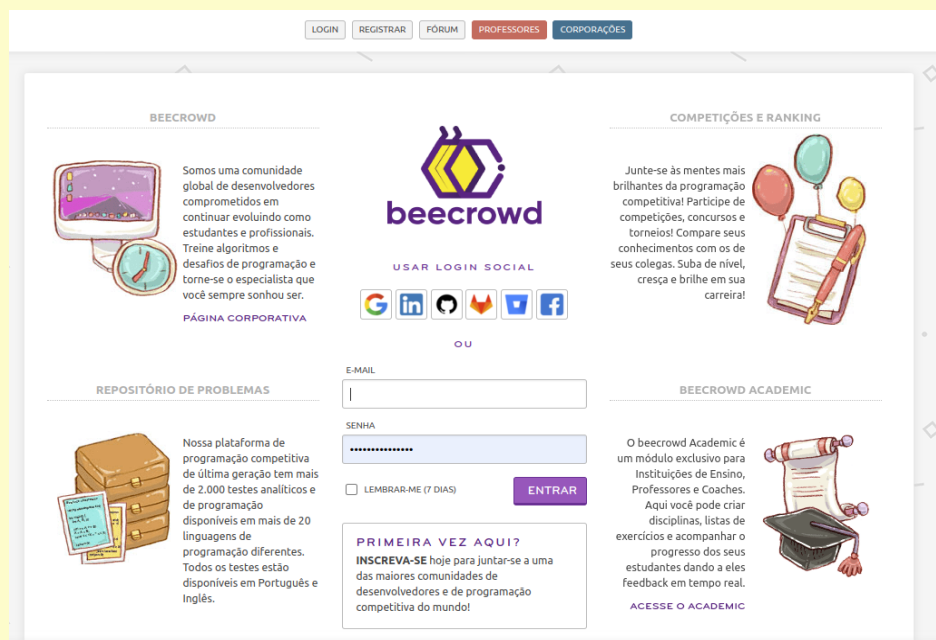 LOGIN
REGISTRAR
FÓRUM
PROFESSORES
CORPORAÇÕES
BEECROWD
Somos uma comunidade
global de desenvolvedores
comprometidos em
continuar evoluindo como
estudantes e profissionais.
Treine algoritmos e
desafios de programação e
torne-se o especialista que
você sempre sonhou ser.
PÁGINA CORPORATIVA
REPOSITÓRIO DE PROBLEMAS
Nossa plataforma de
programação competitiva
de última geração tem mais
de 2.000 testes analíticos e
de programação
disponíveis em mais de 20
linguagens de
programação diferentes.
Todos os testes estão
disponíveis em Português e
Inglês.
beecrowd
USAR LOGIN SOCIAL
OU
E-MAIL
SENHA
•••••••••••••••
LEMBRAR-ME (7 DIAS)
ENTRAR
PRIMEIRA VEZ AQUI?
INSCREVA-SE hoje para juntar-se a uma
das maiores comunidades de
desenvolvedores e de programação
competitiva do mundo!
COMPETIÇÕES E RANKING
Junte-se às mentes mais
brilhantes da programação
competitiva! Participe de
competições, concursos e
torneios! Compare seus
conhecimentos com os de
seus colegas. Suba de nível,
cresça e brilhe em sua
carreira!
BEECROWD ACADEMIC
O beecrowd Academic é
um módulo exclusivo para
Instituições de Ensino,
Professores e Coaches.
Aqui você pode criar
disciplinas, listas de
exercícios e acompanhar o
progresso dos seus
estudantes dando a eles
feedback em tempo real.
ACESSE O ACADEMIC